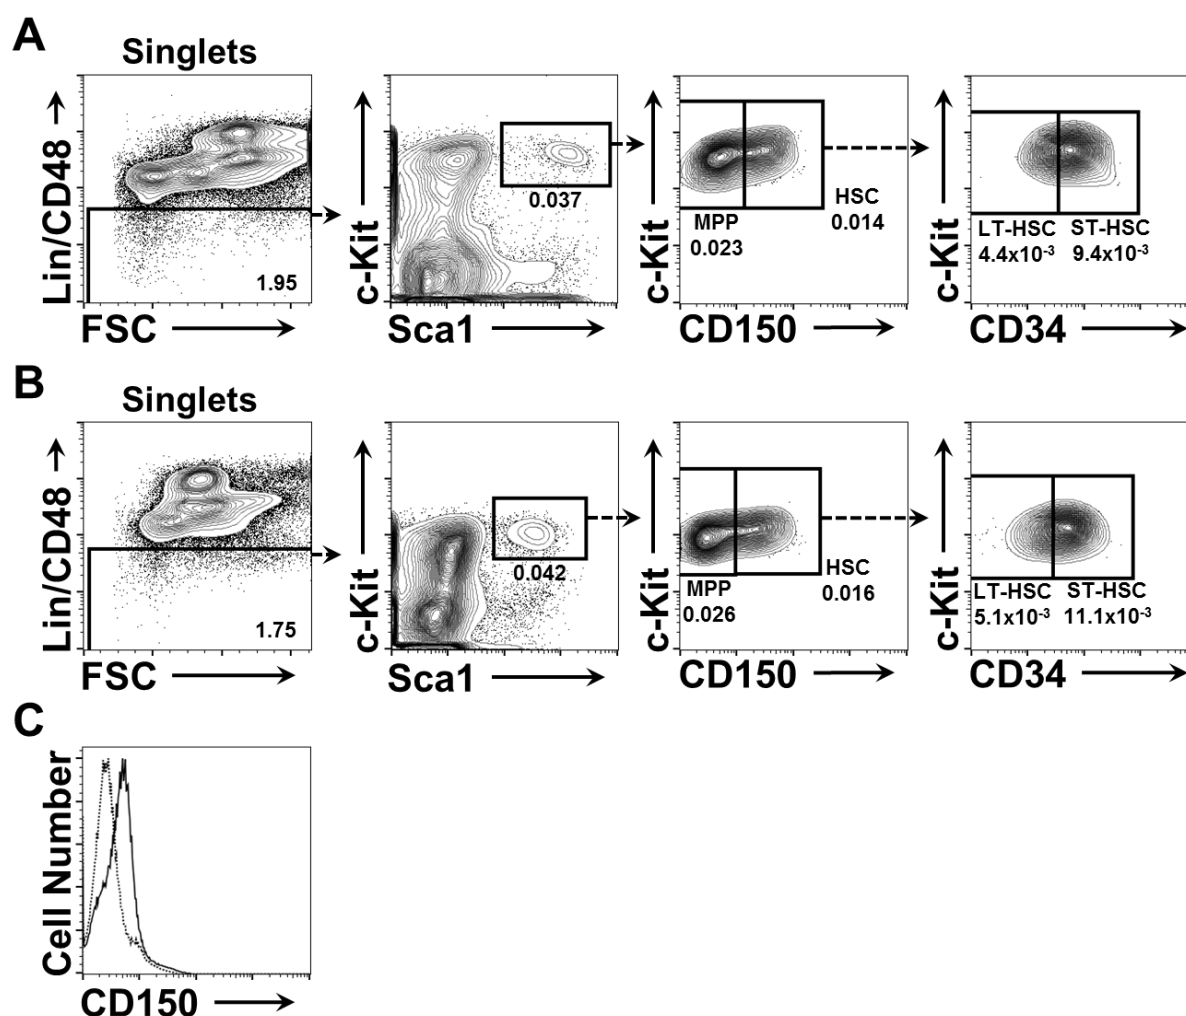 A
Singlets
Lin/CD48
1.95
FSC
c-Kit
0.037
Sca1
c-Kit
MPP
0.023
HSC
0.014
CD150
c-Kit
LT-HSC
4.4x10⁻³
ST-HSC
9.4x10⁻³
CD34
B
Singlets
Lin/CD48
1.75
FSC
c-Kit
0.042
Sca1
c-Kit
MPP
0.026
HSC
0.016
CD150
c-Kit
LT-HSC
5.1x10⁻³
ST-HSC
11.1x10⁻³
CD34
C
Cell Number
CD150